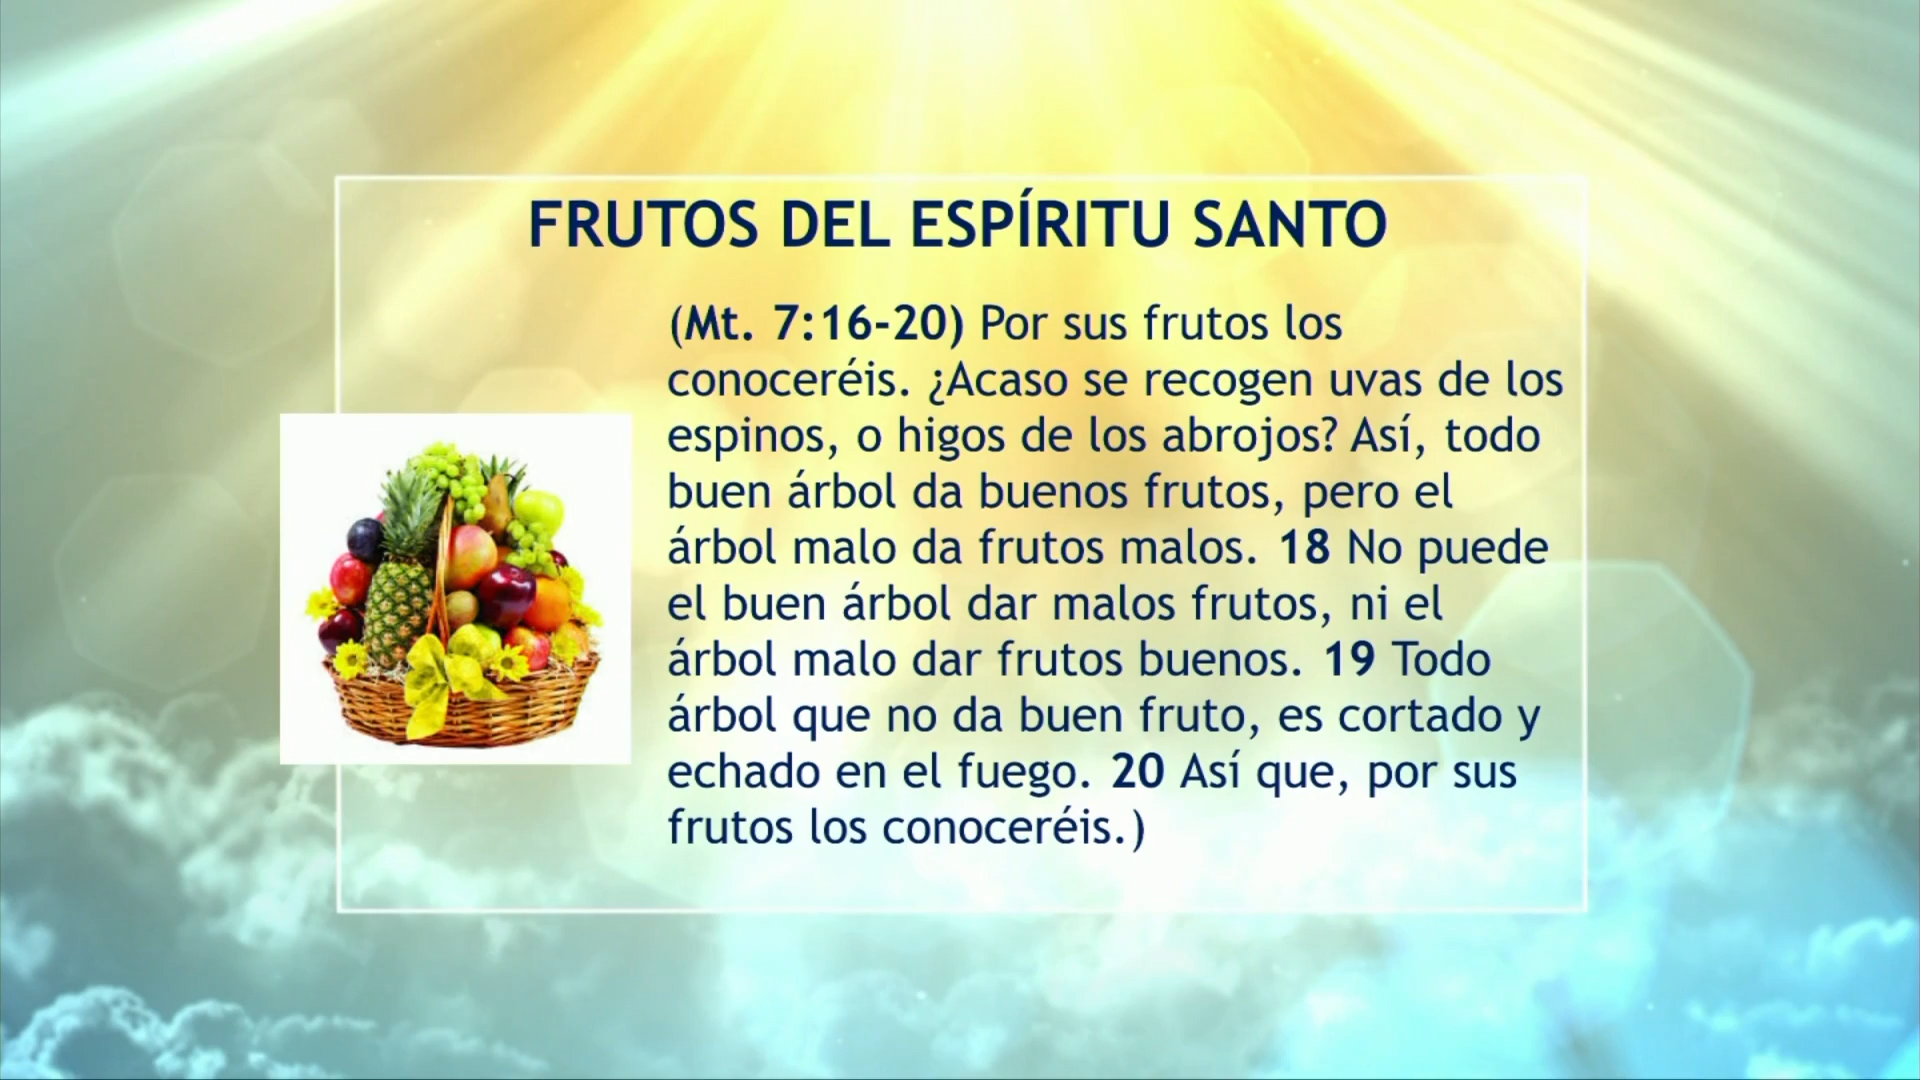 FRUTOS DEL ESPÍRITU SANTO
(Mt. 7:16-20) Por sus frutos los
conoceréis. ¿Acaso se recogen uvas de los
espinos, o higos de los abrojos? Así, todo
buen árbol da buenos frutos, pero el
árbol malo da frutos malos. 18 No puede
el buen árbol dar malos frutos, ni el
árbol malo dar frutos buenos. 19 Todo
árbol que no da buen fruto, es cortado y
echado en el fuego. 20 Así que, por sus
frutos los conoceréis.)